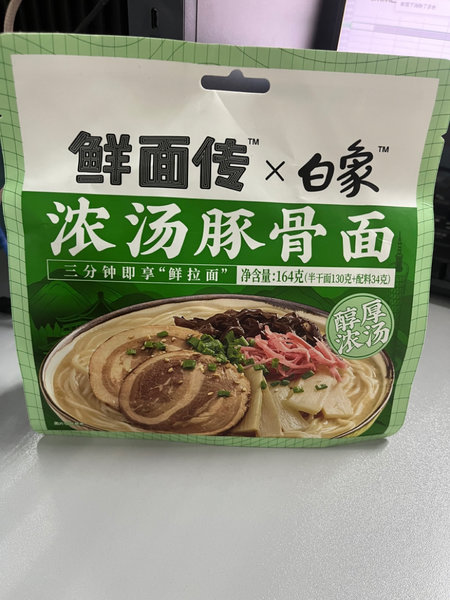 鲜面传™ × 白象™
浓汤豚骨面
三分钟即享“鲜拉面” 净含量:164克(半干面130克+配料34克)
醇厚
浓汤